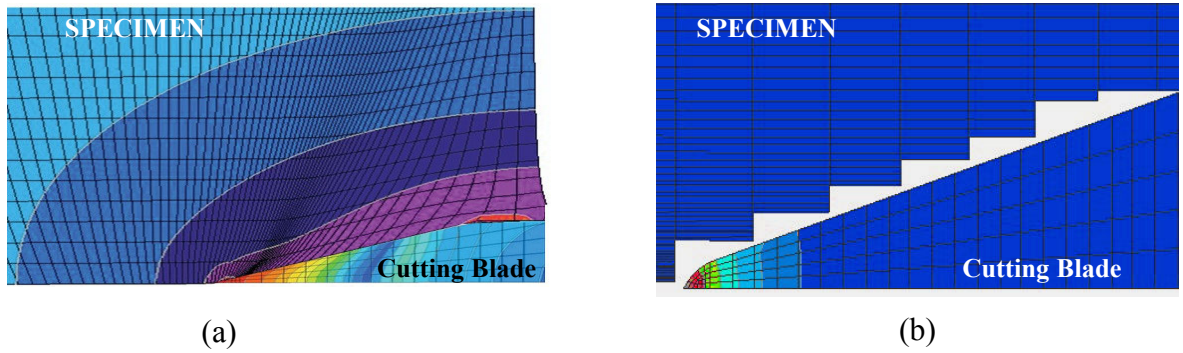 SPECIMEN
Cutting Blade
(a)
SPECIMEN
Cutting Blade
(b)